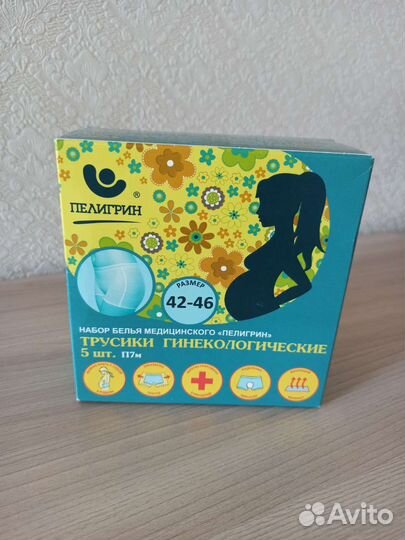 ПЕЛИГРИН ®
РАЗМЕР
42-46
НАБОР БЕЛЬЯ МЕДИЦИНСКОГО «ПЕЛИГРИН»
ТРУСИКИ ГИНЕКОЛОГИЧЕСКИЕ
5 шт. П7м
Avito